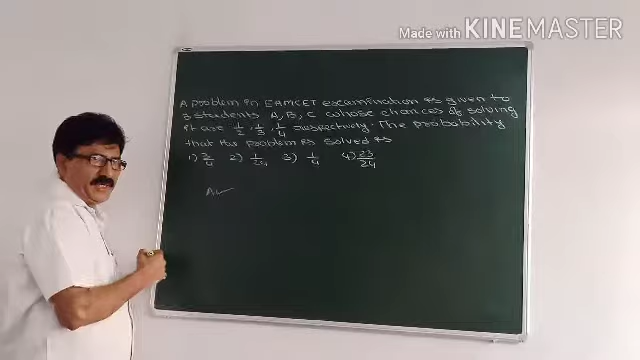 Made with KINEMASTER
A problem in EAMCET examination is given to
3 students A, B, C whose chances of solving
it are 1/2, 1/3, 1/4 respectively. The probability
that the problem is solved is
1) 3/4 2) 1/24 3) 1/4 4) 23/24